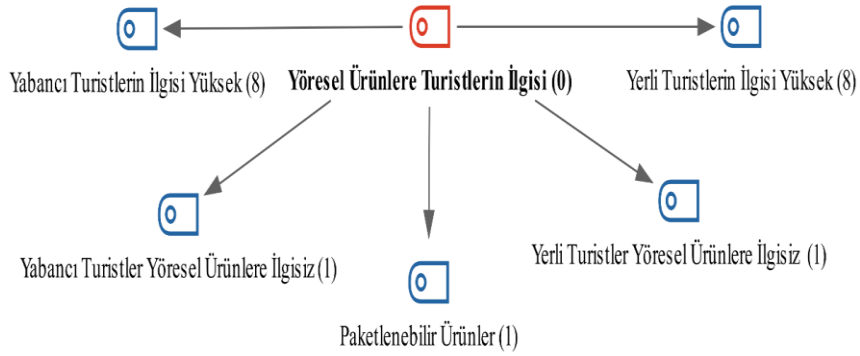 Yabancı Turistlerin İlgisi Yüksek (8)
Yöresel Ürünlere Turistlerin İlgisi (0)
Yerli Turistlerin İlgisi Yüksek (8)
Yabancı Turistler Yöresel Ürünlere İlgisiz (1)
Yerli Turistler Yöresel Ürünlere İlgisiz (1)
Paketlenebilir Ürünler (1)